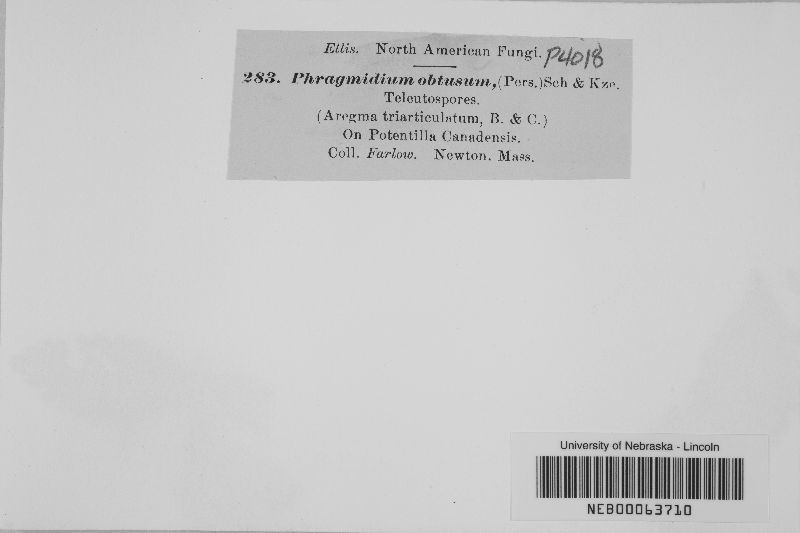 Ellis. North American Fungi. P4018
283. Phragmidium obtusum, (Pers.) Sch & Kze.
Teleutospores.
(Aregma triarticulatum, B. & C.)
On Potentilla Canadensis.
Coll. Farlow. Newton, Mass.
University of Nebraska - Lincoln
NEB00063710